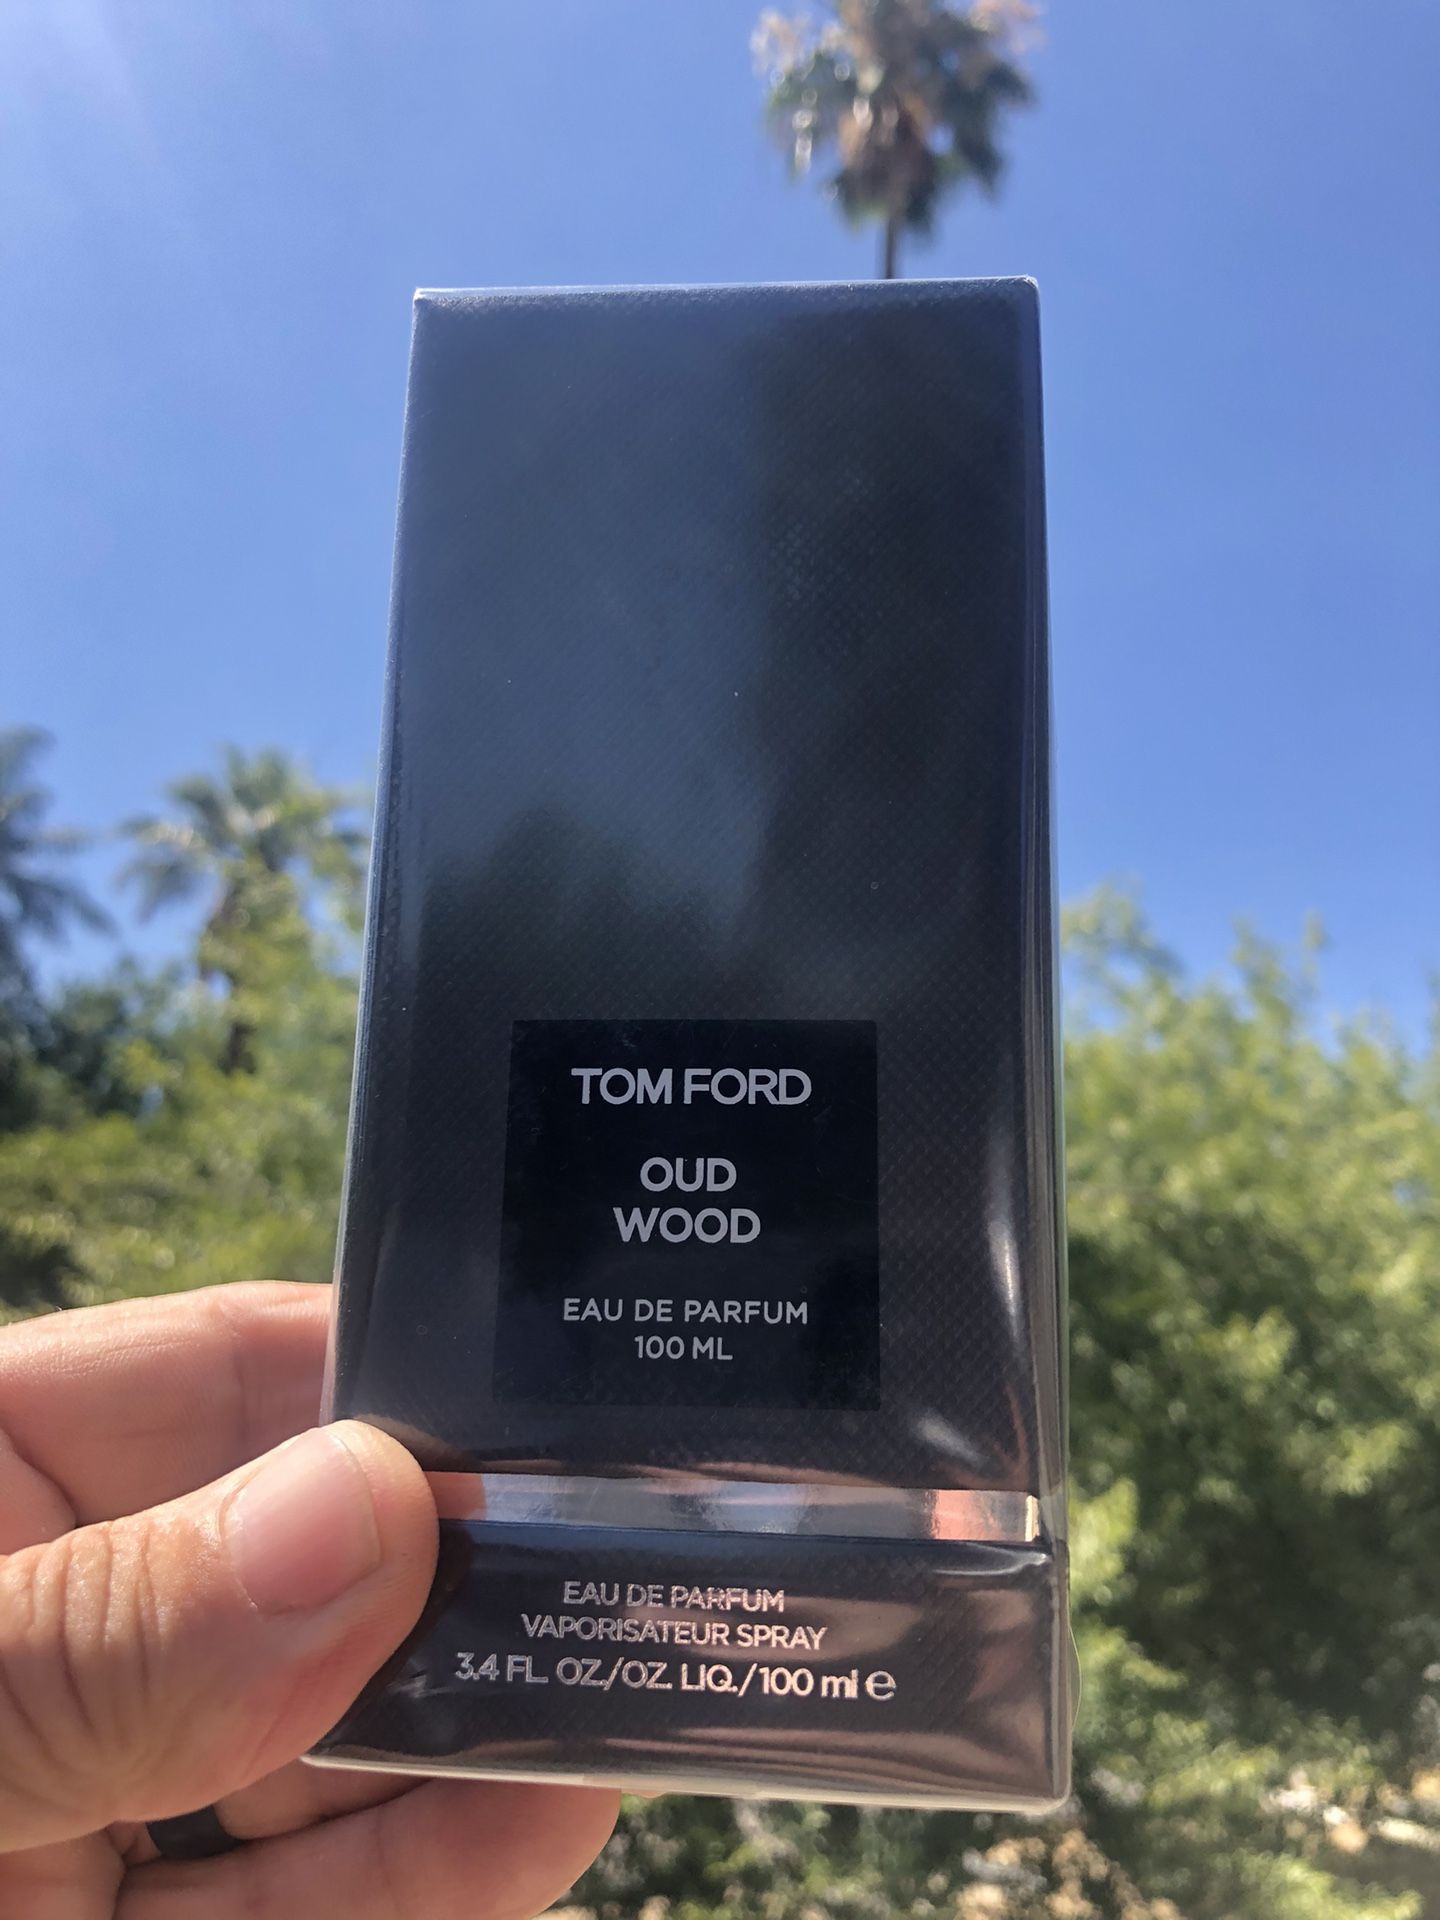 TOM FORD
OUD
WOOD
EAU DE PARFUM
100 ML
EAU DE PARFUM
VAPORISATEUR SPRAY
3.4 FL. OZ./OZ. LIQ./100 ml ℮